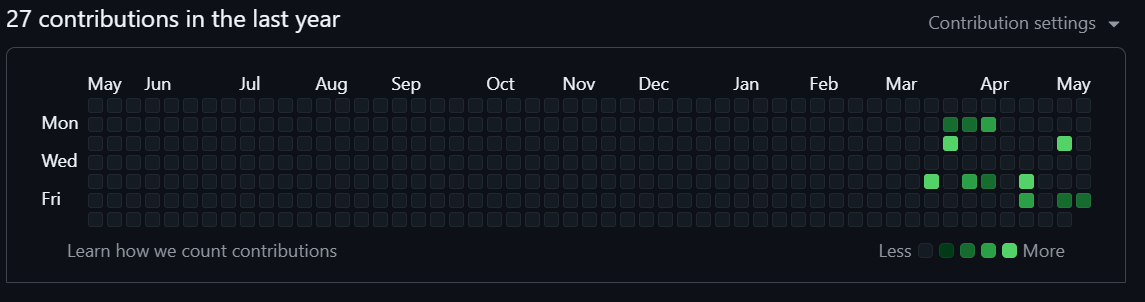 27 contributions in the last year
Contribution settings
May Jun Jul Aug Sep Oct Nov Dec Jan Feb Mar Apr May
Mon
Wed
Fri
Learn how we count contributions
Less More